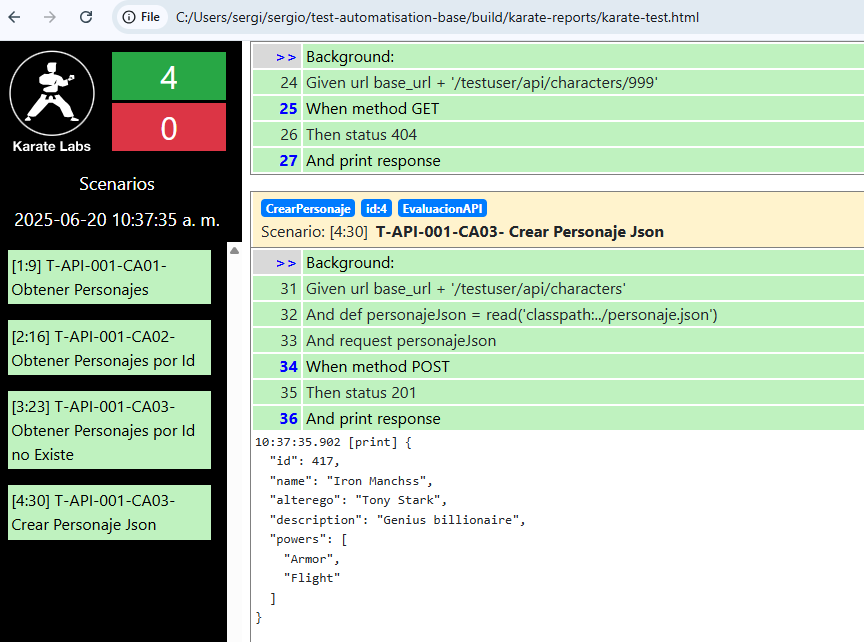 File
C:/Users/sergi/sergio/test-automatisation-base/build/karate-reports/karate-test.html
Karate Labs
4
0
Scenarios
2025-06-20 10:37:35 a. m.
[1:9] T-API-001-CA01-
Obtener Personajes
[2:16] T-API-001-CA02-
Obtener Personajes por Id
[3:23] T-API-001-CA03-
Obtener Personajes por Id
no Existe
[4:30] T-API-001-CA03-
Crear Personaje Json
>> Background:
24 Given url base_url + '/testuser/api/characters/999'
25 When method GET
26 Then status 404
27 And print response
CrearPersonaje id:4 EvaluacionAPI
Scenario: [4:30] T-API-001-CA03- Crear Personaje Json
>> Background:
31 Given url base_url + '/testuser/api/characters'
32 And def personajeJson = read('classpath:../personaje.json')
33 And request personajeJson
34 When method POST
35 Then status 201
36 And print response
10:37:35.902 [print] {
"id": 417,
"name": "Iron Manchss",
"alterego": "Tony Stark",
"description": "Genius billionaire",
"powers": [
"Armor",
"Flight"
]
}